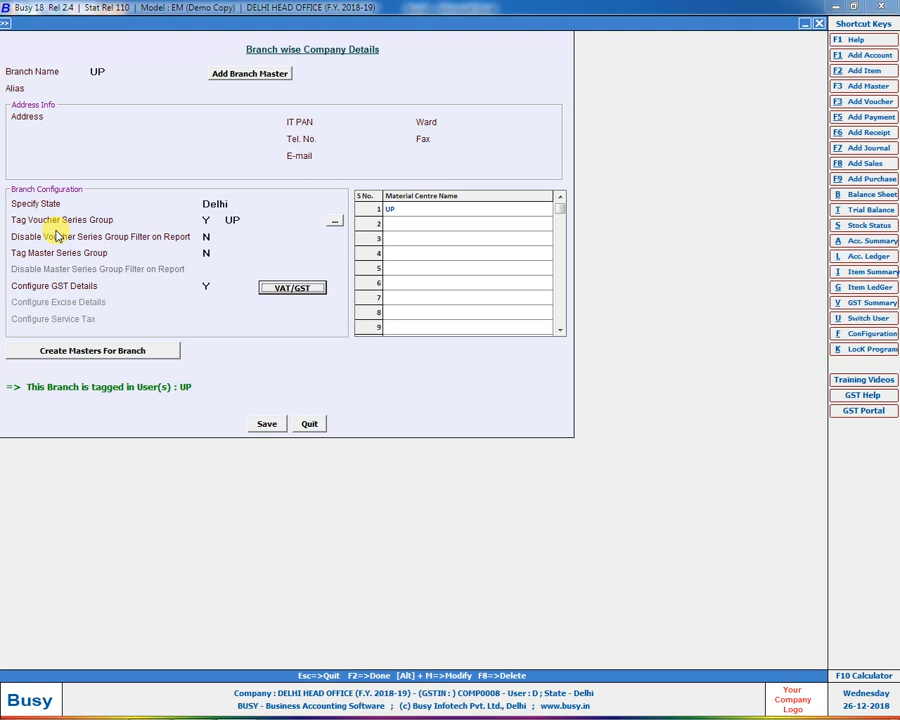 Busy 18 Rel 2.4 | Stat Rel 110 | Model : EM (Demo Copy) | DELHI HEAD OFFICE (F.Y. 2018-19)
>>
Branch wise Company Details
Branch Name UP Add Branch Master
Alias
Address Info
Address
IT PAN Ward
Tel. No. Fax
E-mail
Branch Configuration
Specify State Delhi
Tag Voucher Series Group Y UP ...
Disable Voucher Series Group Filter on Report N
Tag Master Series Group N
Disable Master Series Group Filter on Report
Configure GST Details Y VAT/GST
Configure Excise Details
Configure Service Tax
S No. Material Centre Name
1 UP
2
3
4
5
6
7
8
9
Create Masters For Branch
=> This Branch is tagged in User(s) : UP
Save Quit
Shortcut Keys
F1 Help
F1 Add Account
F2 Add Item
F3 Add Master
F3 Add Voucher
F5 Add Payment
F6 Add Receipt
F7 Add Journal
F8 Add Sales
F9 Add Purchase
B Balance Sheet
T Trial Balance
S Stock Status
A Acc. Summary
L Acc. Ledger
I Item Summary
G Item LedGer
V GST Summary
U Switch User
F ConFiguration
K LocK Program
Training Videos
GST Help
GST Portal
Esc=>Quit F2=>Done [Alt] + M=>Modify F8=>Delete
F10 Calculator
Busy
Company : DELHI HEAD OFFICE (F.Y. 2018-19) - (GSTIN : ) COMP0008 - User : D ; State - Delhi
BUSY - Business Accounting Software ; (c) Busy Infotech Pvt. Ltd., Delhi ; www.busy.in
Your
Company
Logo
Wednesday
26-12-2018